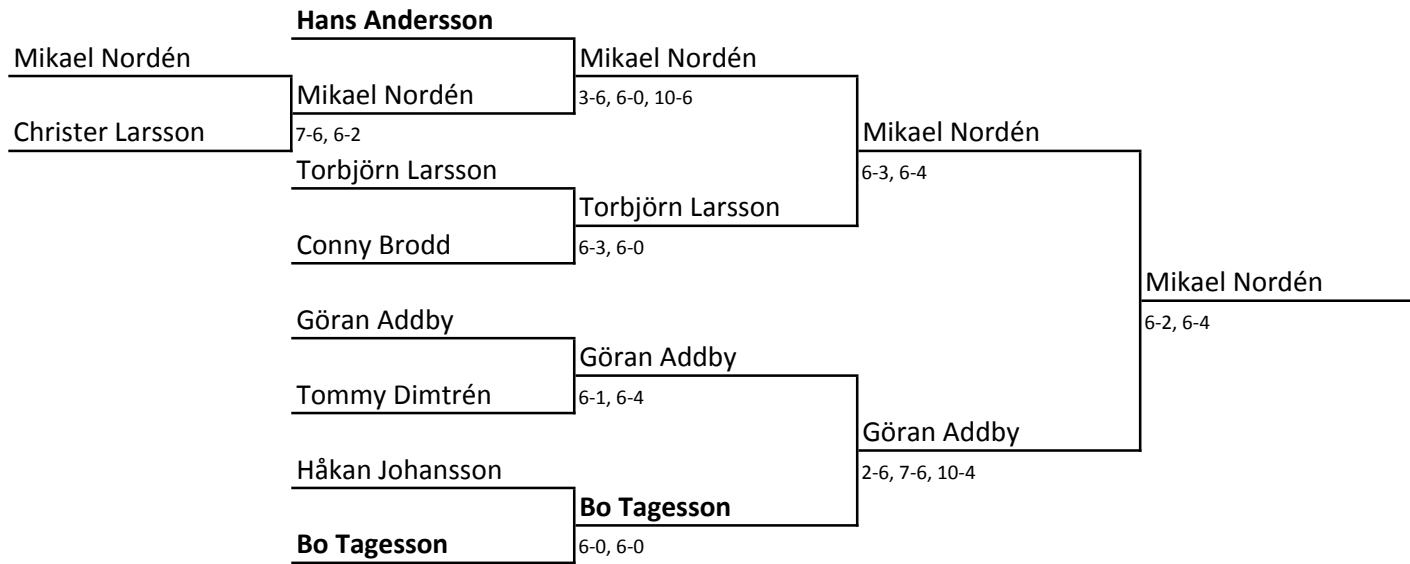 Hans Andersson
Mikael Nordén
Mikael Nordén
Mikael Nordén
3-6, 6-0, 10-6
Christer Larsson
7-6, 6-2
Mikael Nordén
Torbjörn Larsson
6-3, 6-4
Torbjörn Larsson
Conny Brodd
6-3, 6-0
Mikael Nordén
Göran Addby
6-2, 6-4
Göran Addby
Tommy Dimtrén
6-1, 6-4
Göran Addby
Håkan Johansson
2-6, 7-6, 10-4
Bo Tagesson
Bo Tagesson
6-0, 6-0